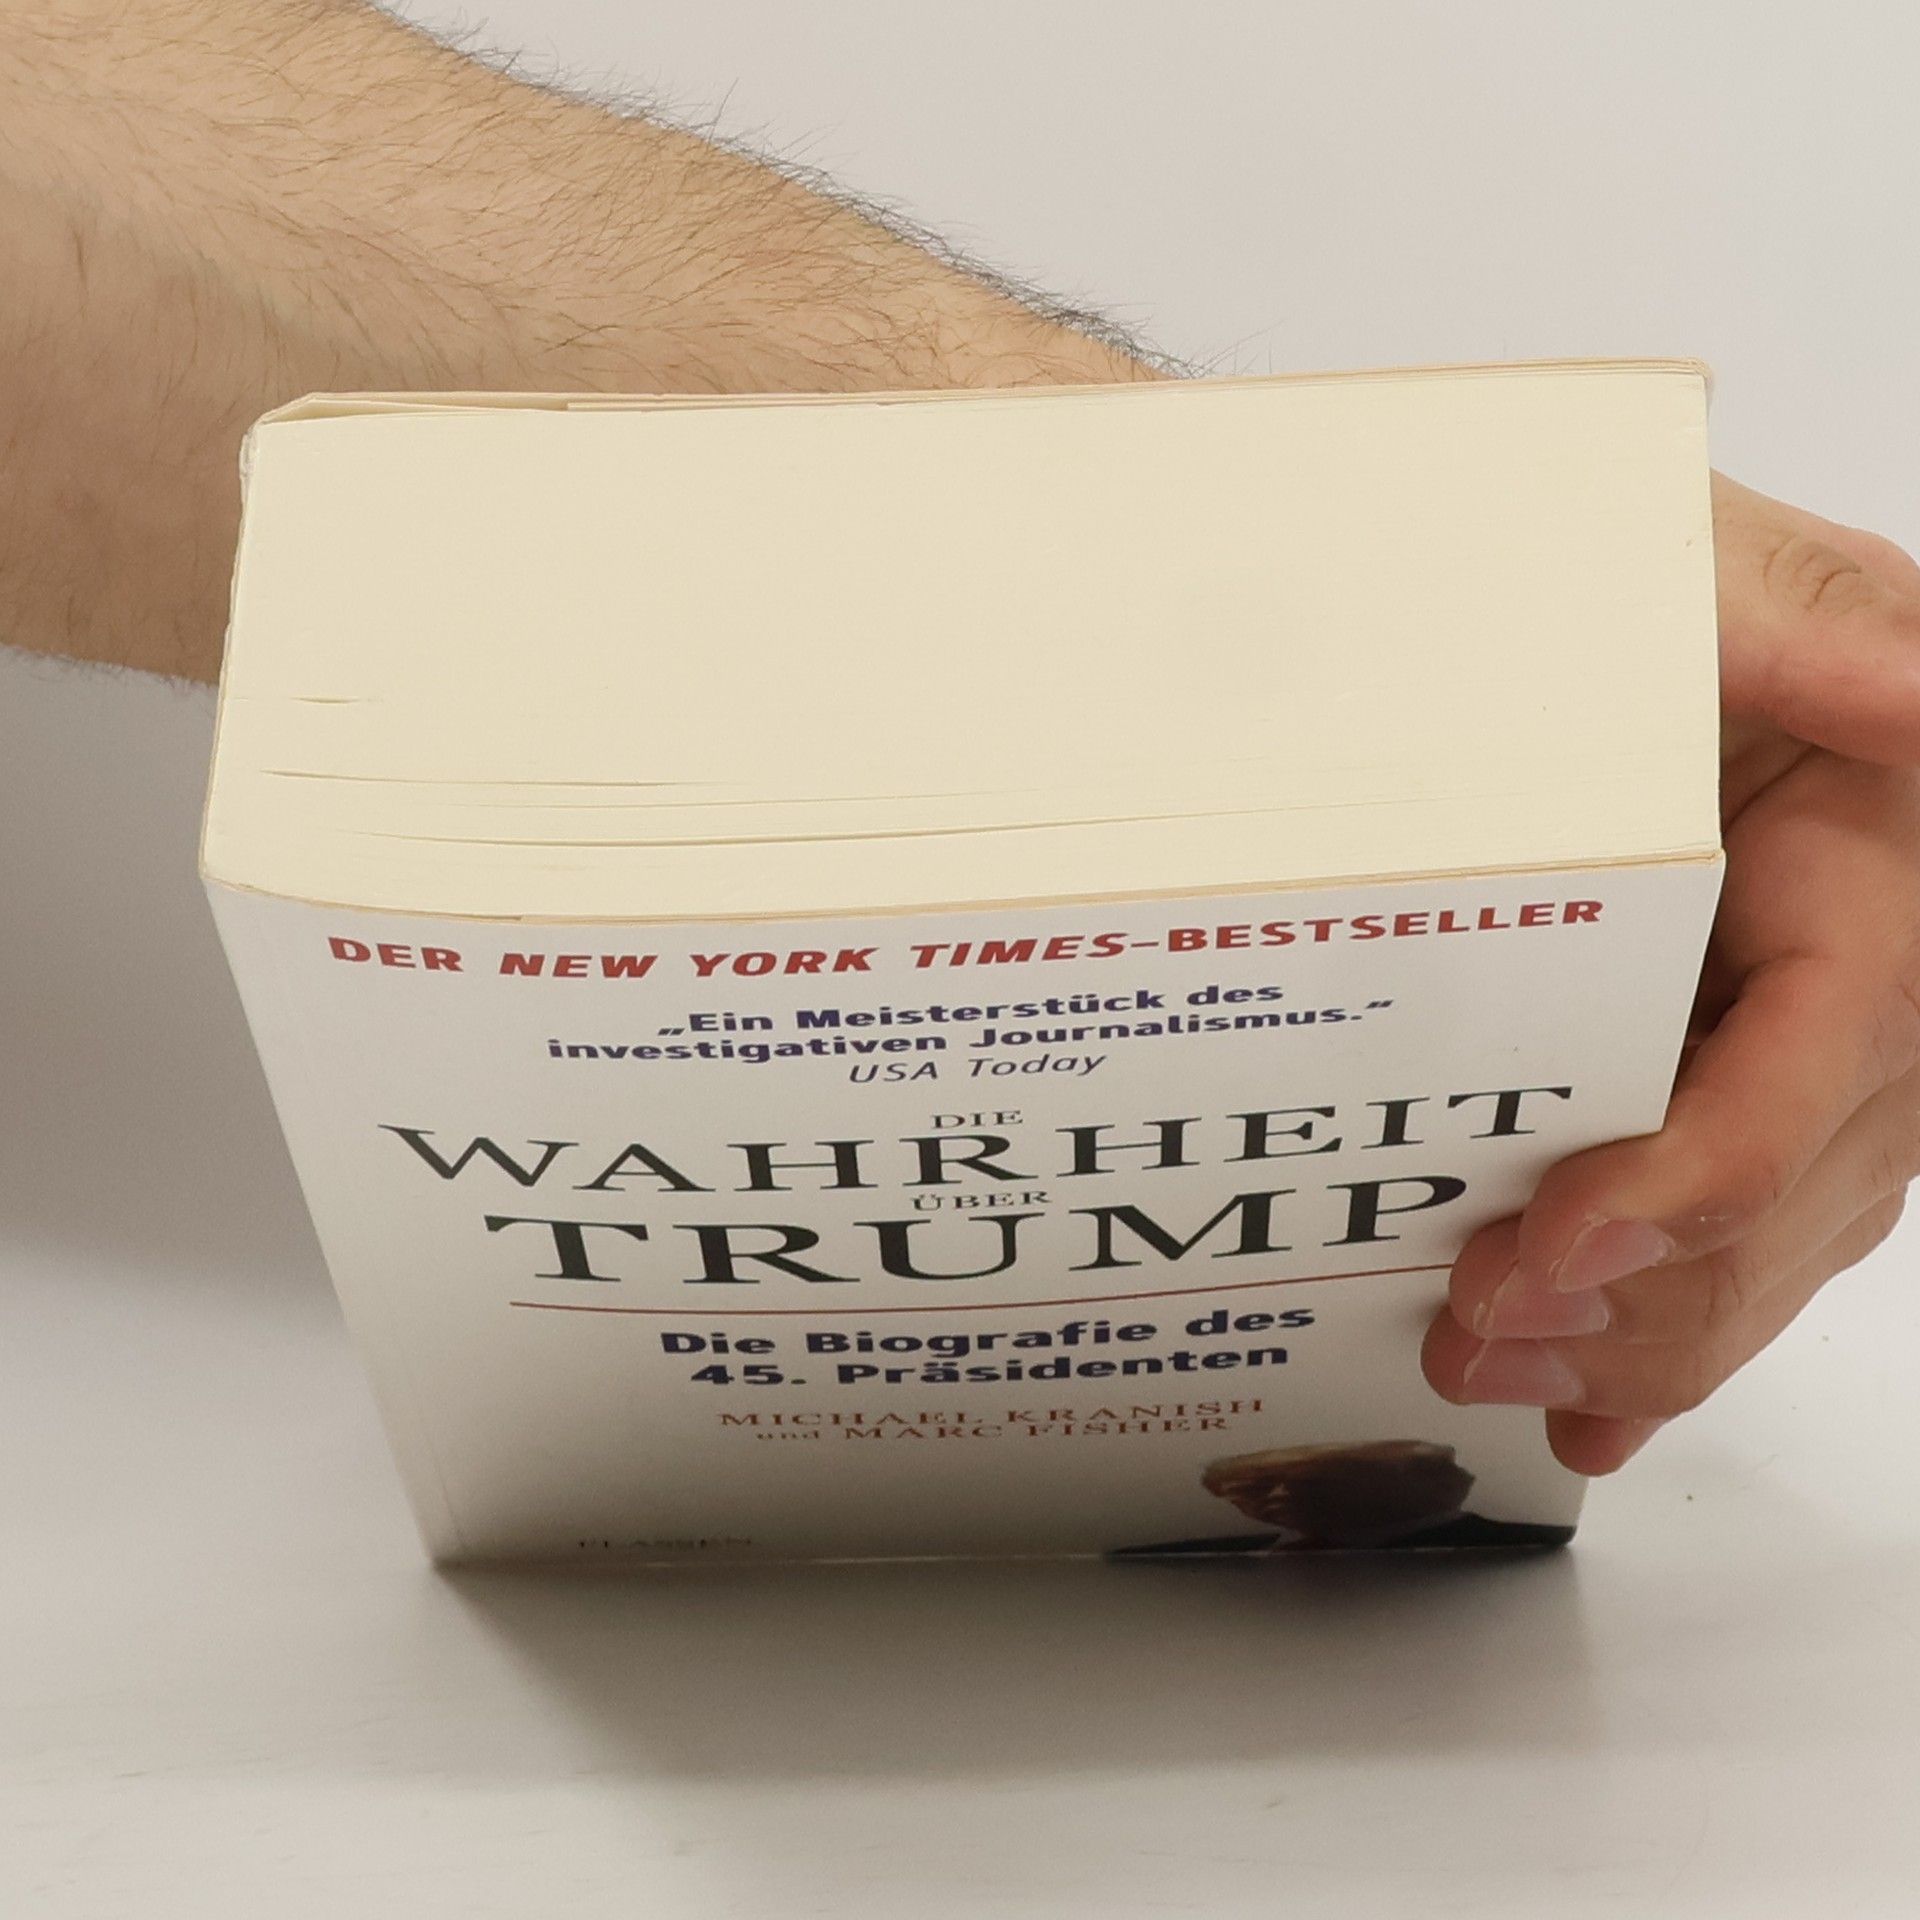 DER NEW YORK TIMES-BESTSELLER
„Ein Meisterstück des
investigativen Journalismus.“
USA Today
DIE
WAHRHEIT
ÜBER
TRUMP
Die Biografie des
45. Präsidenten
MICHAEL KRANISH
und MARC FISHER
PLASSEN